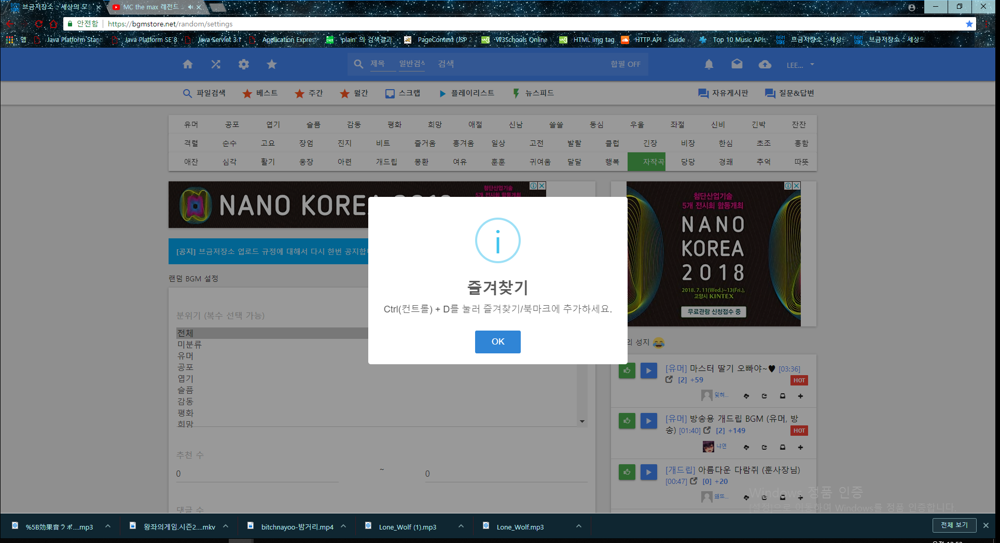 브금저장소 - 세상의 모
MC the max 레전드
안전함 https://bgmstore.net/random/settings
앱 Java Platform Stand Java Platform SE 8 Java Servlet 3.1 Application Expres 'plain' 의 검색결과 PageContext (JSP 2 W3Schools Online HTML img tag HTTP API - Guide Top 10 Music APIs 브금저장소 - 세상으 브금저장소 - 세상으
제목 일반검색 검색 합필 OFF LEE...
파일검색 베스트 주간 월간 스크랩 플레이리스트 뉴스피드 자유게시판 질문&답변
유머 공포 엽기 슬픔 감동 평화 희망 애절 신남 쓸쓸 동심 우울 좌절 신비 긴박 잔잔
격렬 순수 고요 장엄 진지 비트 즐거움 흥겨움 일상 고전 발랄 클럽 긴장 비장 한심 초조 흥함
애잔 심각 활기 웅장 아련 개드립 몽환 여유 훈훈 귀여움 달달 행복 자작곡 당당 경쾌 추억 따뜻
첨단산업기술
5개 전시회 합동개최
NANO KOREA 2018
첨단산업기술
5개 전시회 합동개최
NANO
KOREA
2018
2018. 7. 11(Wed.)~13(Fri.),
고양시 KINTEX
무료관람 신청접수 중
[공지] 브금저장소 업로드 규정에 대해서 다시 한번 공지합
랜덤 BGM 설정
분위기 (복수 선택 가능)
전체
미분류
유머
공포
엽기
슬픔
감동
평화
희망
추천 수
0 ~ 0
댓글 수
i
즐겨찾기
Ctrl(컨트롤) + D를 눌러 즐겨찾기/북마크에 추가하세요.
OK
의 성지
[유머] 마스터 딸기 오빠야~♥ [03:36]
[2] +59
HOT
잊혀...
[유머] 방송용 개드립 BGM (유머, 방
송) [01:40] [2] +149
HOT
냐연
[개드립] 아름다운 다람쥐 (훈사장님)
[00:47] [0] +20
왜뜨...
Windows 정품 인증
[설정]으로 이동하여 Windows를 정품 인증합니다.
%5B効果音ラボ....mp3 왕좌의게임.시즌2....mkv bitchnayoo-밤거리.mp4 Lone_Wolf (1).mp3 Lone_Wolf.mp3 전체 보기